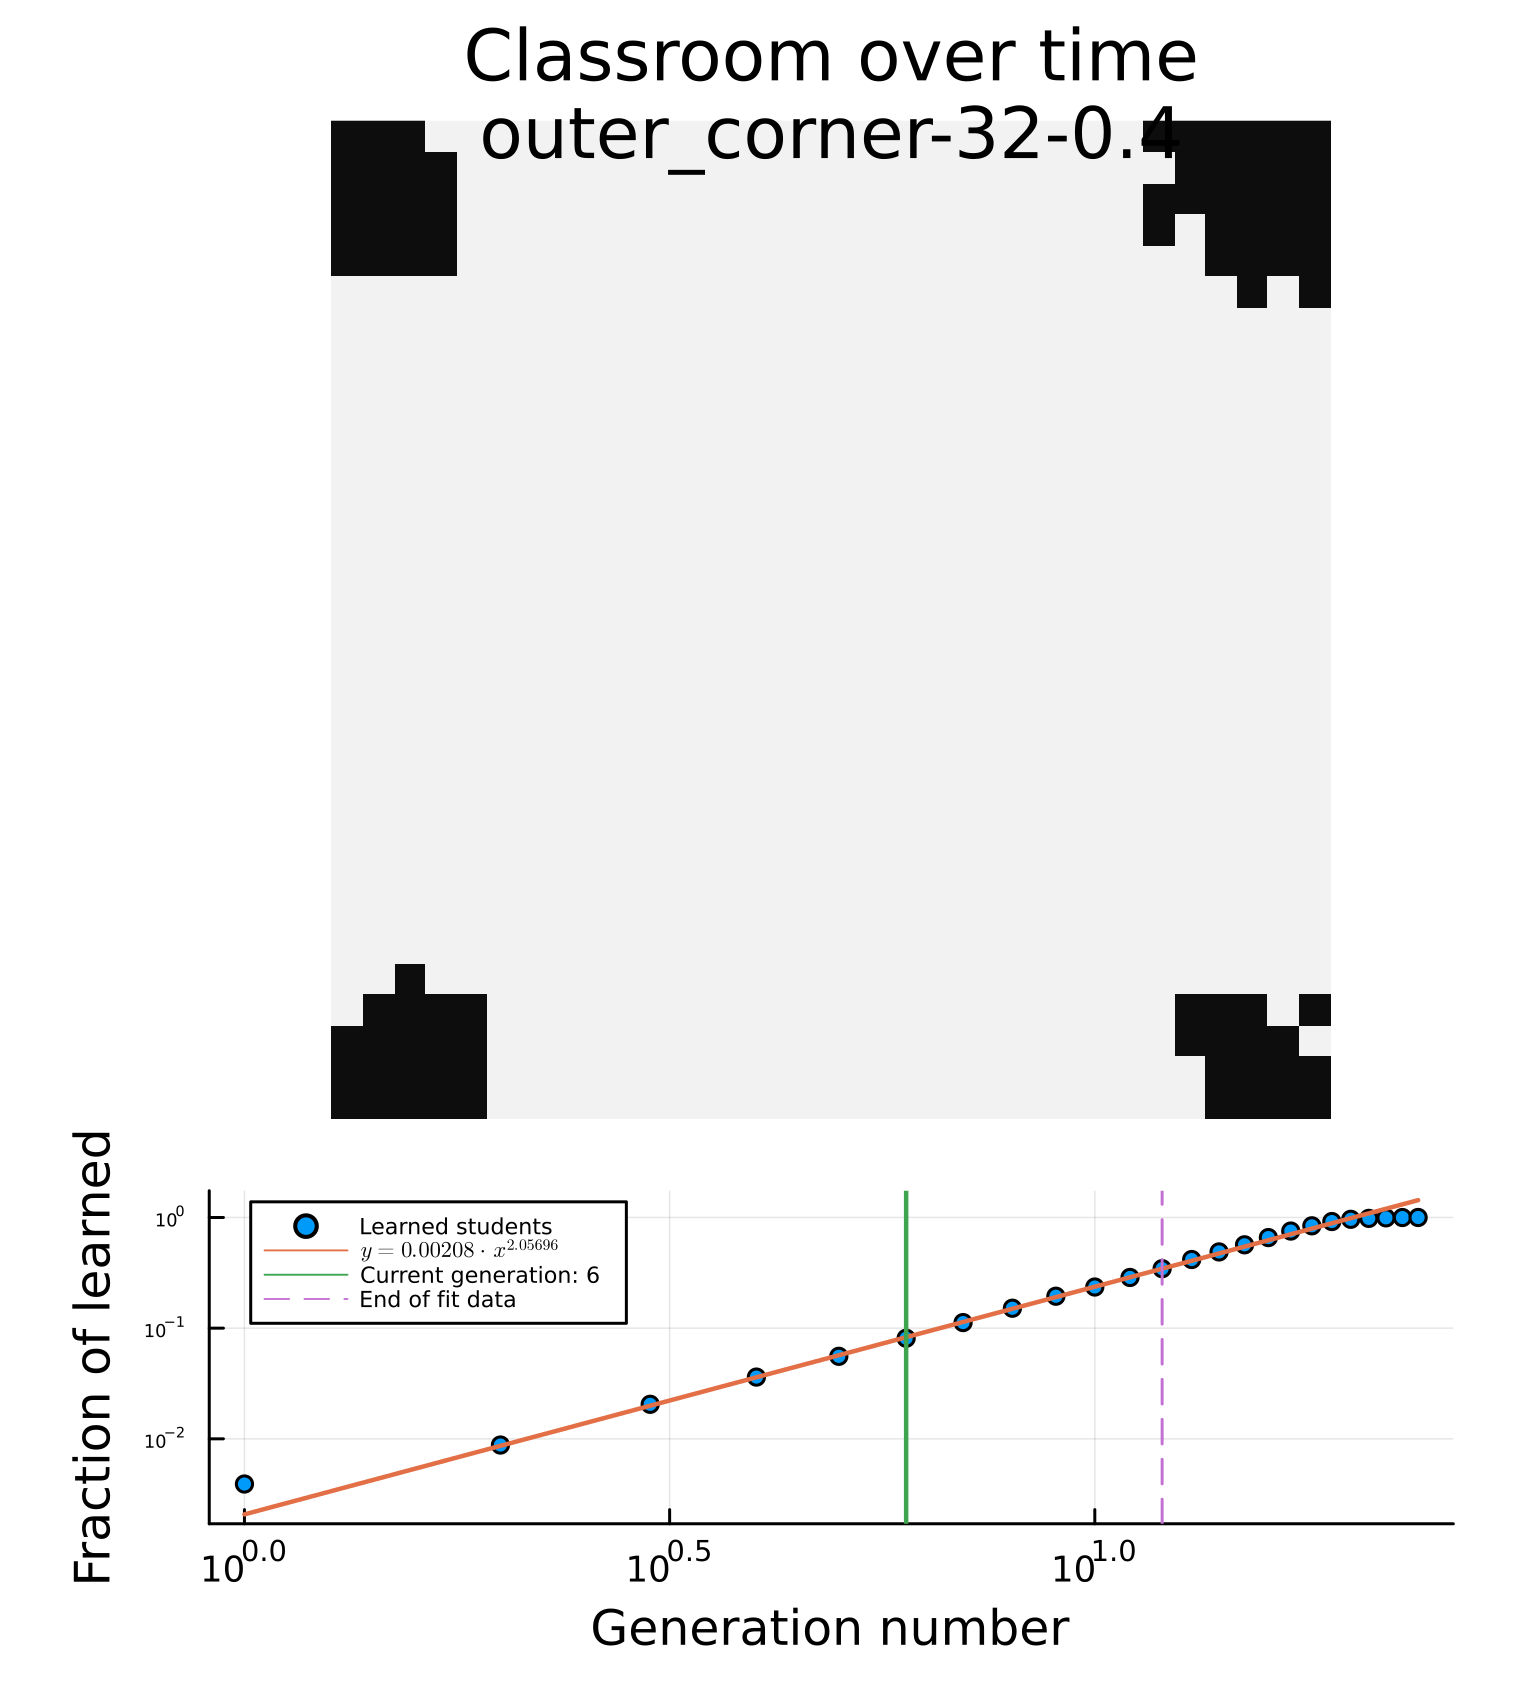 Classroom over time
outer_corner-32-0.4
Fraction of learned
10^0
10^-1
10^-2
Learned students
y = 0.00208 · x^2.05696
Current generation: 6
End of fit data
10^0.0
10^0.5
10^1.0
Generation number